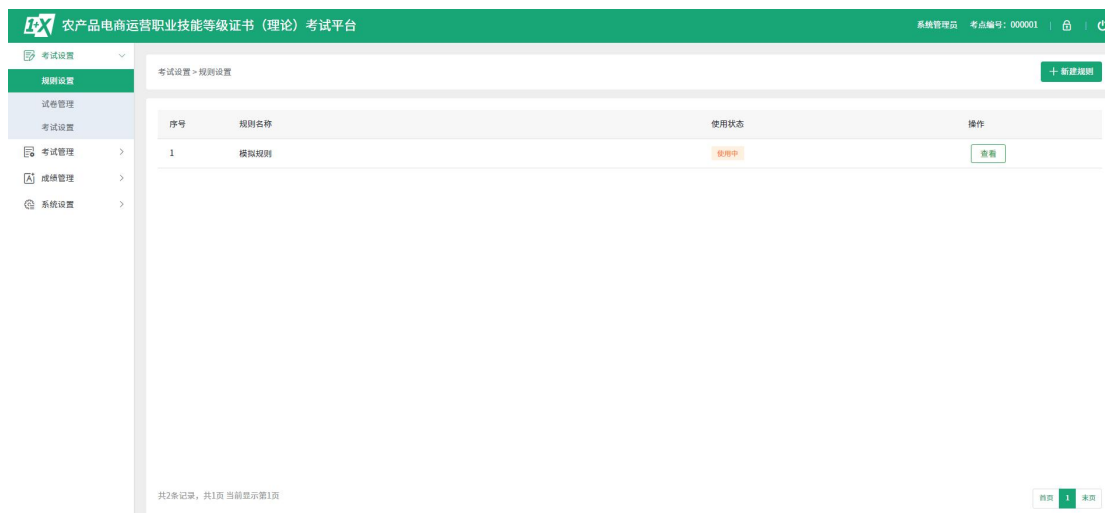 1+X 农产品电商运营职业技能等级证书（理论）考试平台 系统管理员 考点编号：000001
考试设置
规则设置
试卷管理
考试设置
考试管理
成绩管理
系统设置
考试设置 > 规则设置 + 新建规则
序号 规则名称 使用状态 操作
1 模拟规则 使用中 查看
共2条记录，共1页 当前显示第1页 首页 1 末页